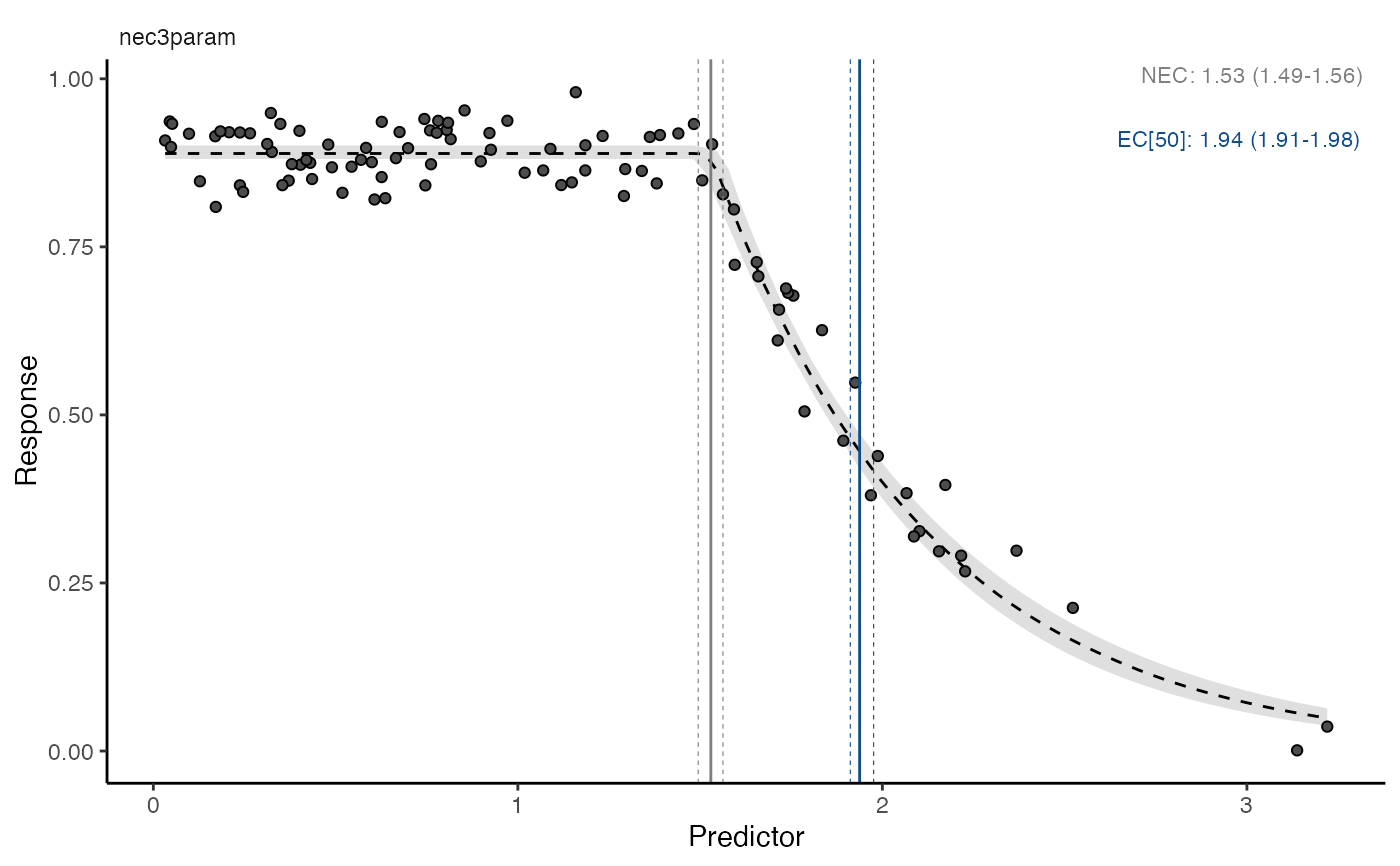 nec3param
NEC: 1.53 (1.49-1.56)
EC[50]: 1.94 (1.91-1.98)
1.00
0.75
0.50
0.25
0.00
Response
0 1 2 3
Predictor